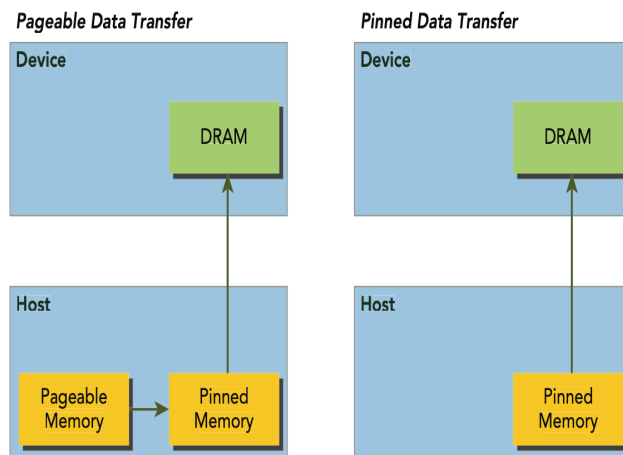 Pageable Data Transfer
Device
DRAM
Host
Pageable
Memory
Pinned
Memory
Pinned Data Transfer
Device
DRAM
Host
Pinned
Memory